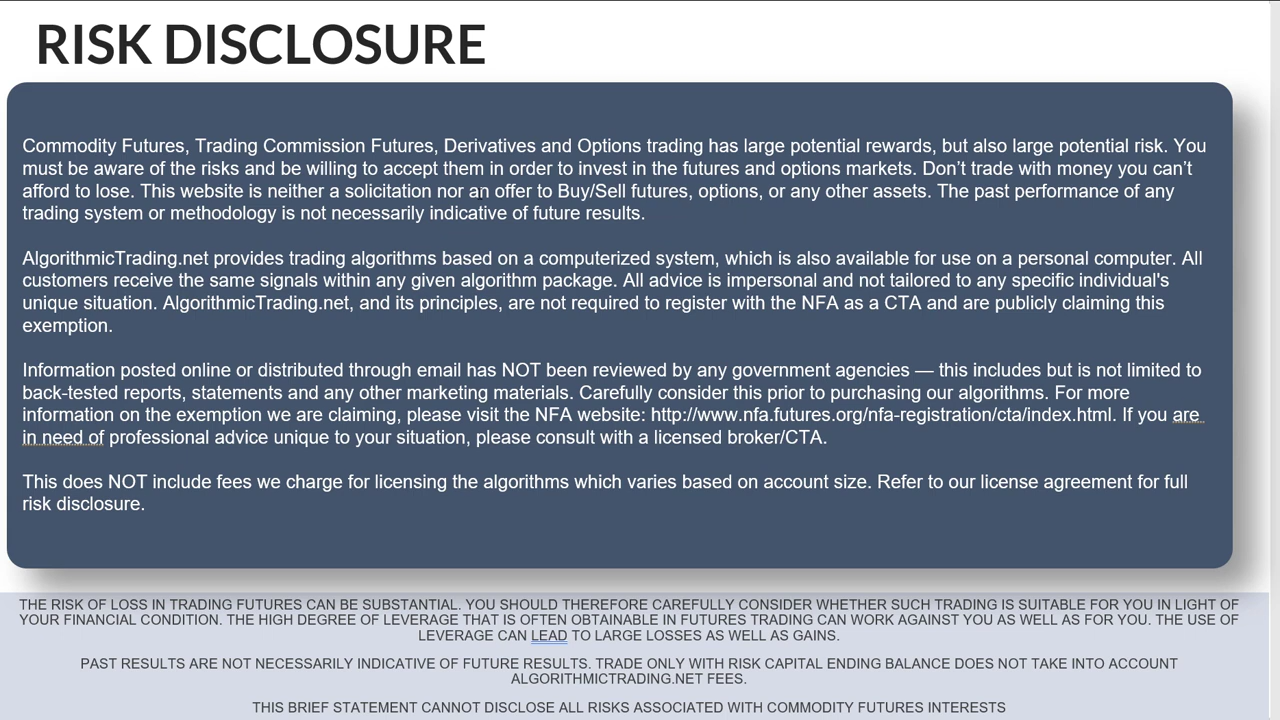 RISK DISCLOSURE
Commodity Futures, Trading Commission Futures, Derivatives and Options trading has large potential rewards, but also large potential risk. You
must be aware of the risks and be willing to accept them in order to invest in the futures and options markets. Don’t trade with money you can’t
afford to lose. This website is neither a solicitation nor an offer to Buy/Sell futures, options, or any other assets. The past performance of any
trading system or methodology is not necessarily indicative of future results.
AlgorithmicTrading.net provides trading algorithms based on a computerized system, which is also available for use on a personal computer. All
customers receive the same signals within any given algorithm package. All advice is impersonal and not tailored to any specific individual's
unique situation. AlgorithmicTrading.net, and its principles, are not required to register with the NFA as a CTA and are publicly claiming this
exemption.
Information posted online or distributed through email has NOT been reviewed by any government agencies — this includes but is not limited to
back-tested reports, statements and any other marketing materials. Carefully consider this prior to purchasing our algorithms. For more
information on the exemption we are claiming, please visit the NFA website: http://www.nfa.futures.org/nfa-registration/cta/index.html. If you are
in need of professional advice unique to your situation, please consult with a licensed broker/CTA.
This does NOT include fees we charge for licensing the algorithms which varies based on account size. Refer to our license agreement for full
risk disclosure.
THE RISK OF LOSS IN TRADING FUTURES CAN BE SUBSTANTIAL. YOU SHOULD THEREFORE CAREFULLY CONSIDER WHETHER SUCH TRADING IS SUITABLE FOR YOU IN LIGHT OF
YOUR FINANCIAL CONDITION. THE HIGH DEGREE OF LEVERAGE THAT IS OFTEN OBTAINABLE IN FUTURES TRADING CAN WORK AGAINST YOU AS WELL AS FOR YOU. THE USE OF
LEVERAGE CAN LEAD TO LARGE LOSSES AS WELL AS GAINS.
PAST RESULTS ARE NOT NECESSARILY INDICATIVE OF FUTURE RESULTS. TRADE ONLY WITH RISK CAPITAL ENDING BALANCE DOES NOT TAKE INTO ACCOUNT
ALGORITHMICTRADING.NET FEES.
THIS BRIEF STATEMENT CANNOT DISCLOSE ALL RISKS ASSOCIATED WITH COMMODITY FUTURES INTERESTS